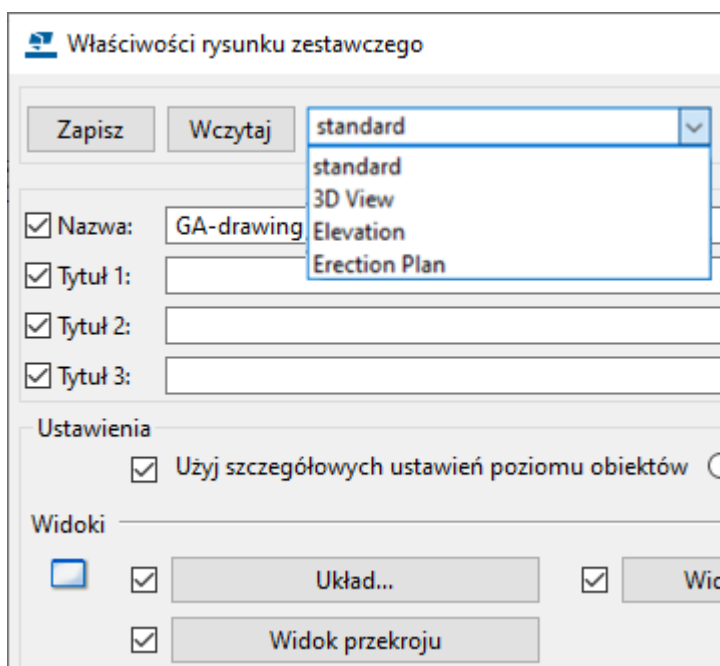 Właściwości rysunku zestawczego
Zapisz Wczytaj standard
standard
3D View
Nazwa: GA-drawing Elevation
Erection Plan
Tytuł 1:
Tytuł 2:
Tytuł 3:
Ustawienia
Użyj szczegółowych ustawień poziomu obiektów
Widoki
Układ...
Widok przekroju